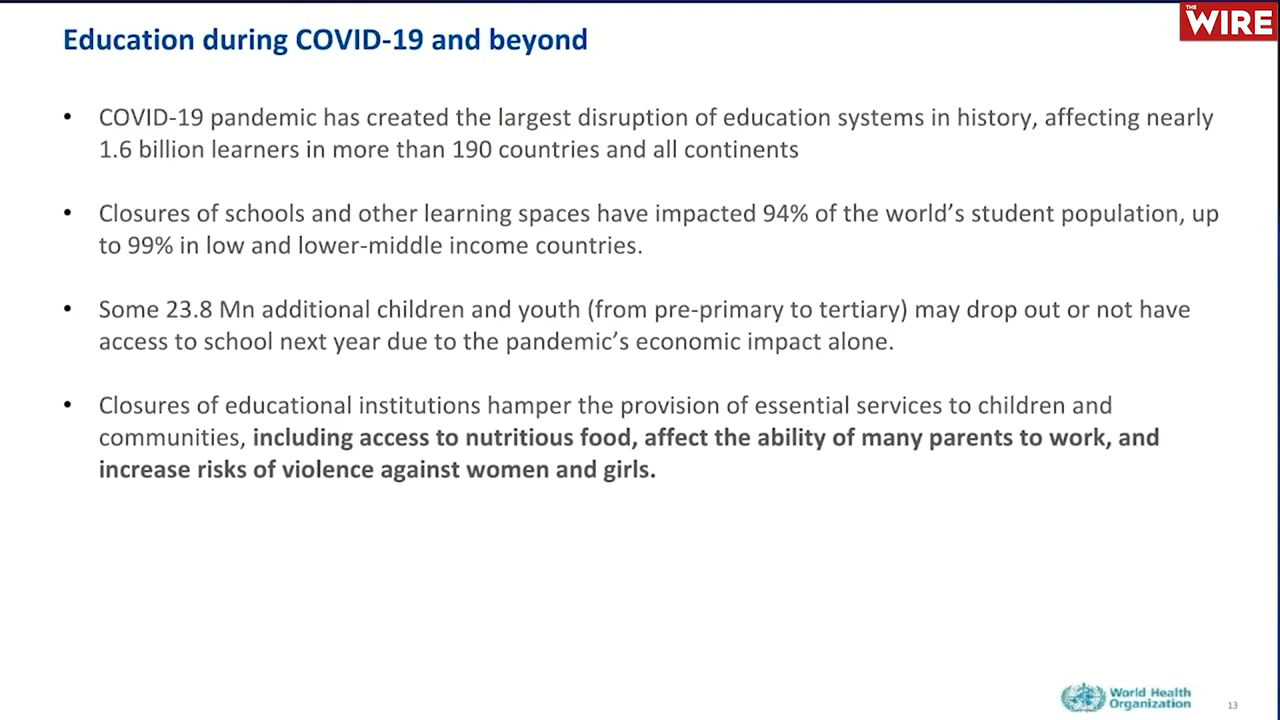 THE
WIRE
Education during COVID-19 and beyond
• COVID-19 pandemic has created the largest disruption of education systems in history, affecting nearly
1.6 billion learners in more than 190 countries and all continents
• Closures of schools and other learning spaces have impacted 94% of the world’s student population, up
to 99% in low and lower-middle income countries.
• Some 23.8 Mn additional children and youth (from pre-primary to tertiary) may drop out or not have
access to school next year due to the pandemic’s economic impact alone.
• Closures of educational institutions hamper the provision of essential services to children and
communities, including access to nutritious food, affect the ability of many parents to work, and
increase risks of violence against women and girls.
World Health
Organization
13